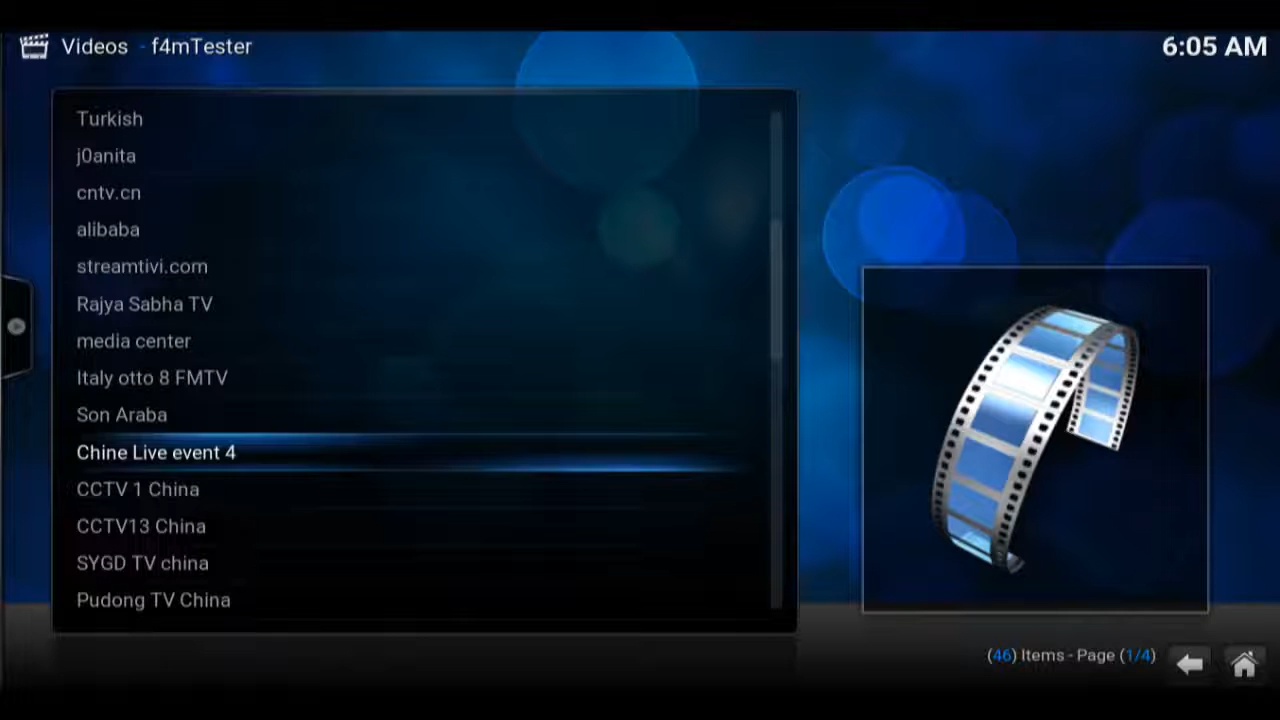 Videos - f4mTester
6:05 AM
Turkish
j0anita
cntv.cn
alibaba
streamtivi.com
Rajya Sabha TV
media center
Italy otto 8 FMTV
Son Araba
Chine Live event 4
CCTV 1 China
CCTV13 China
SYGD TV china
Pudong TV China
(46) Items - Page (1/4)